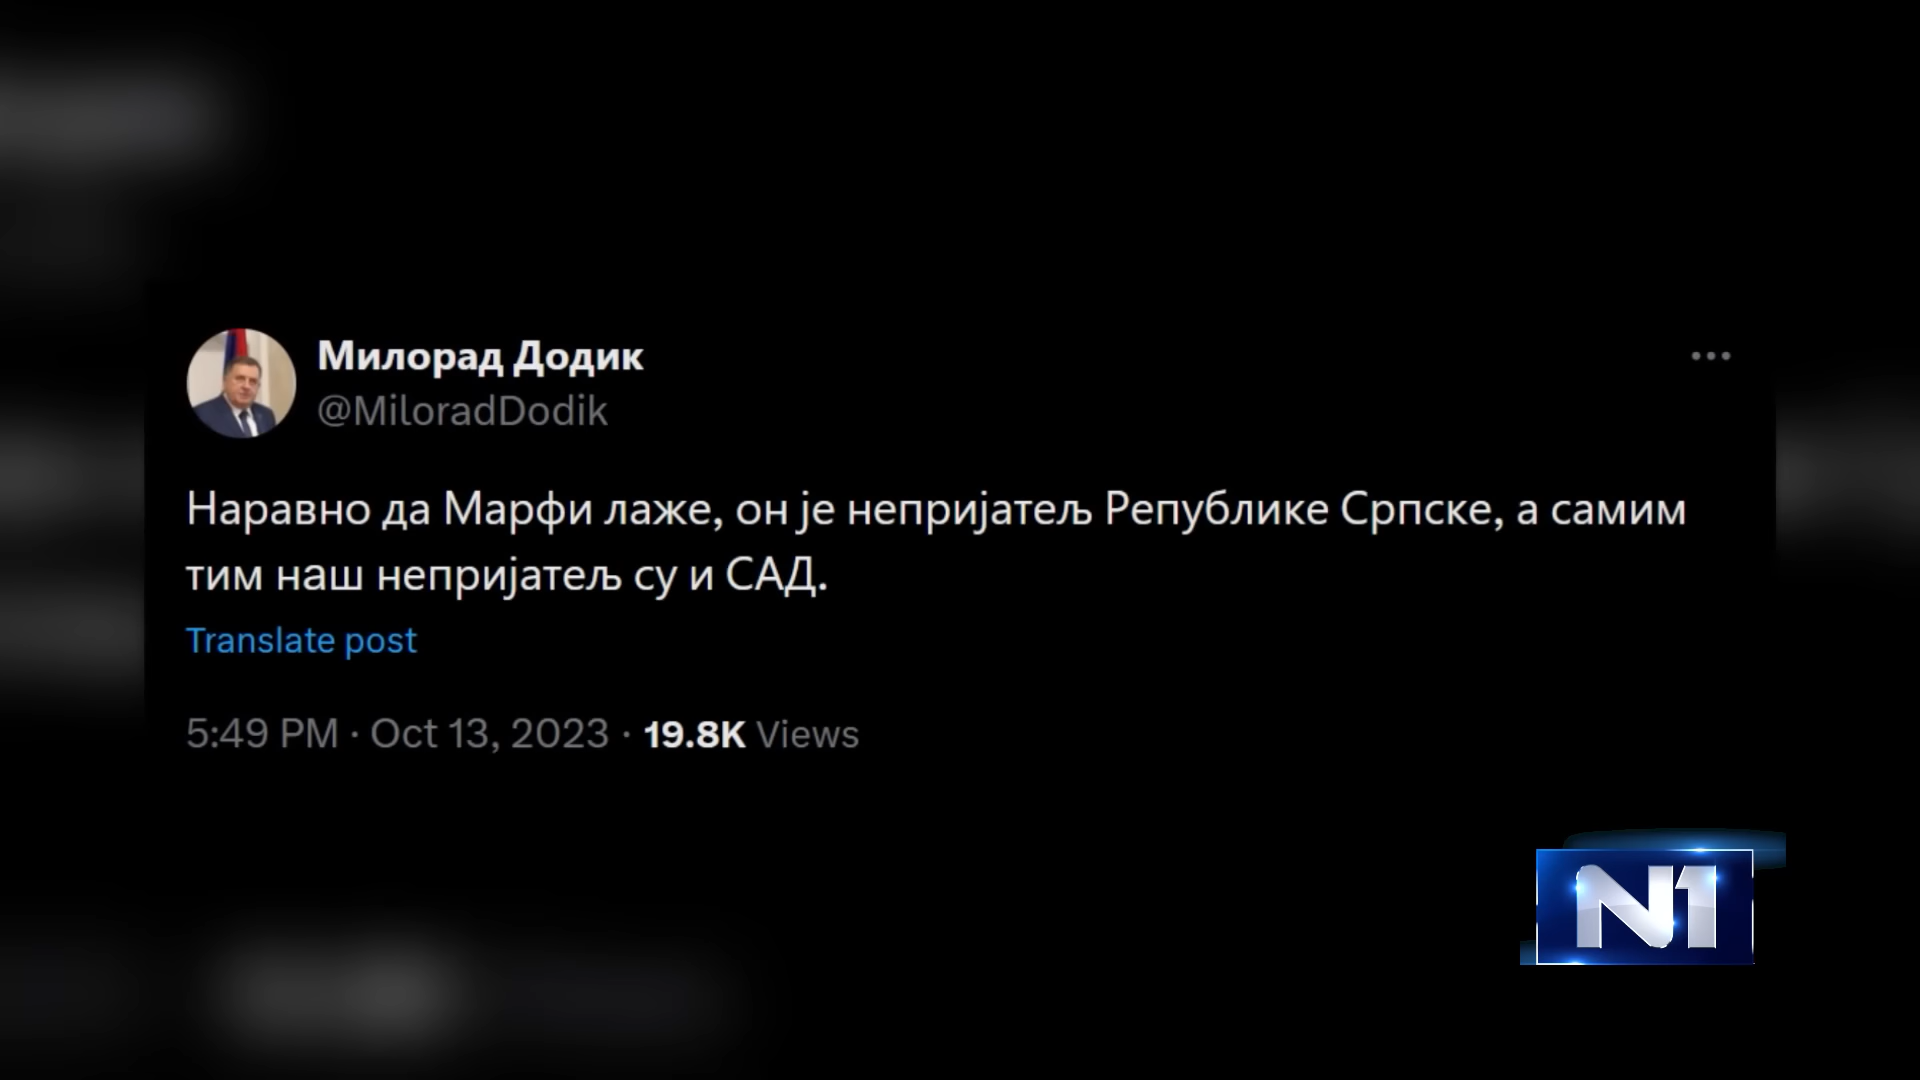 Милорад Додик
@MiloradDodik
Наравно да Марфи лаже, он је непријатељ Републике Српске, а самим
тим наш непријатељ су и САД.
Translate post
5:49 PM · Oct 13, 2023 · 19.8K Views
N1